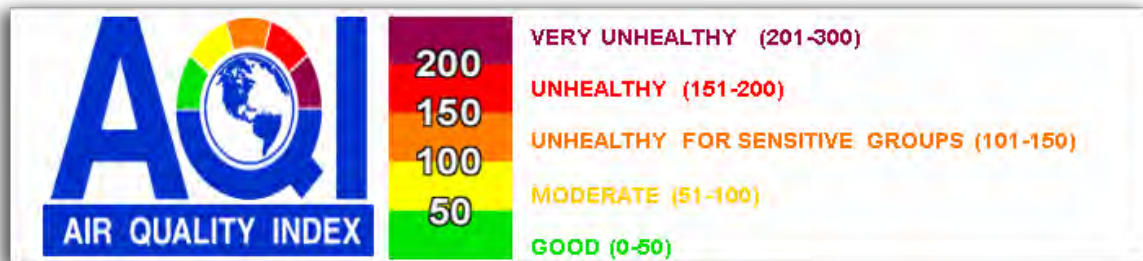 AQI
AIR QUALITY INDEX
200
150
100
50
VERY UNHEALTHY (201-300)
UNHEALTHY (151-200)
UNHEALTHY FOR SENSITIVE GROUPS (101-150)
MODERATE (51-100)
GOOD (0-50)